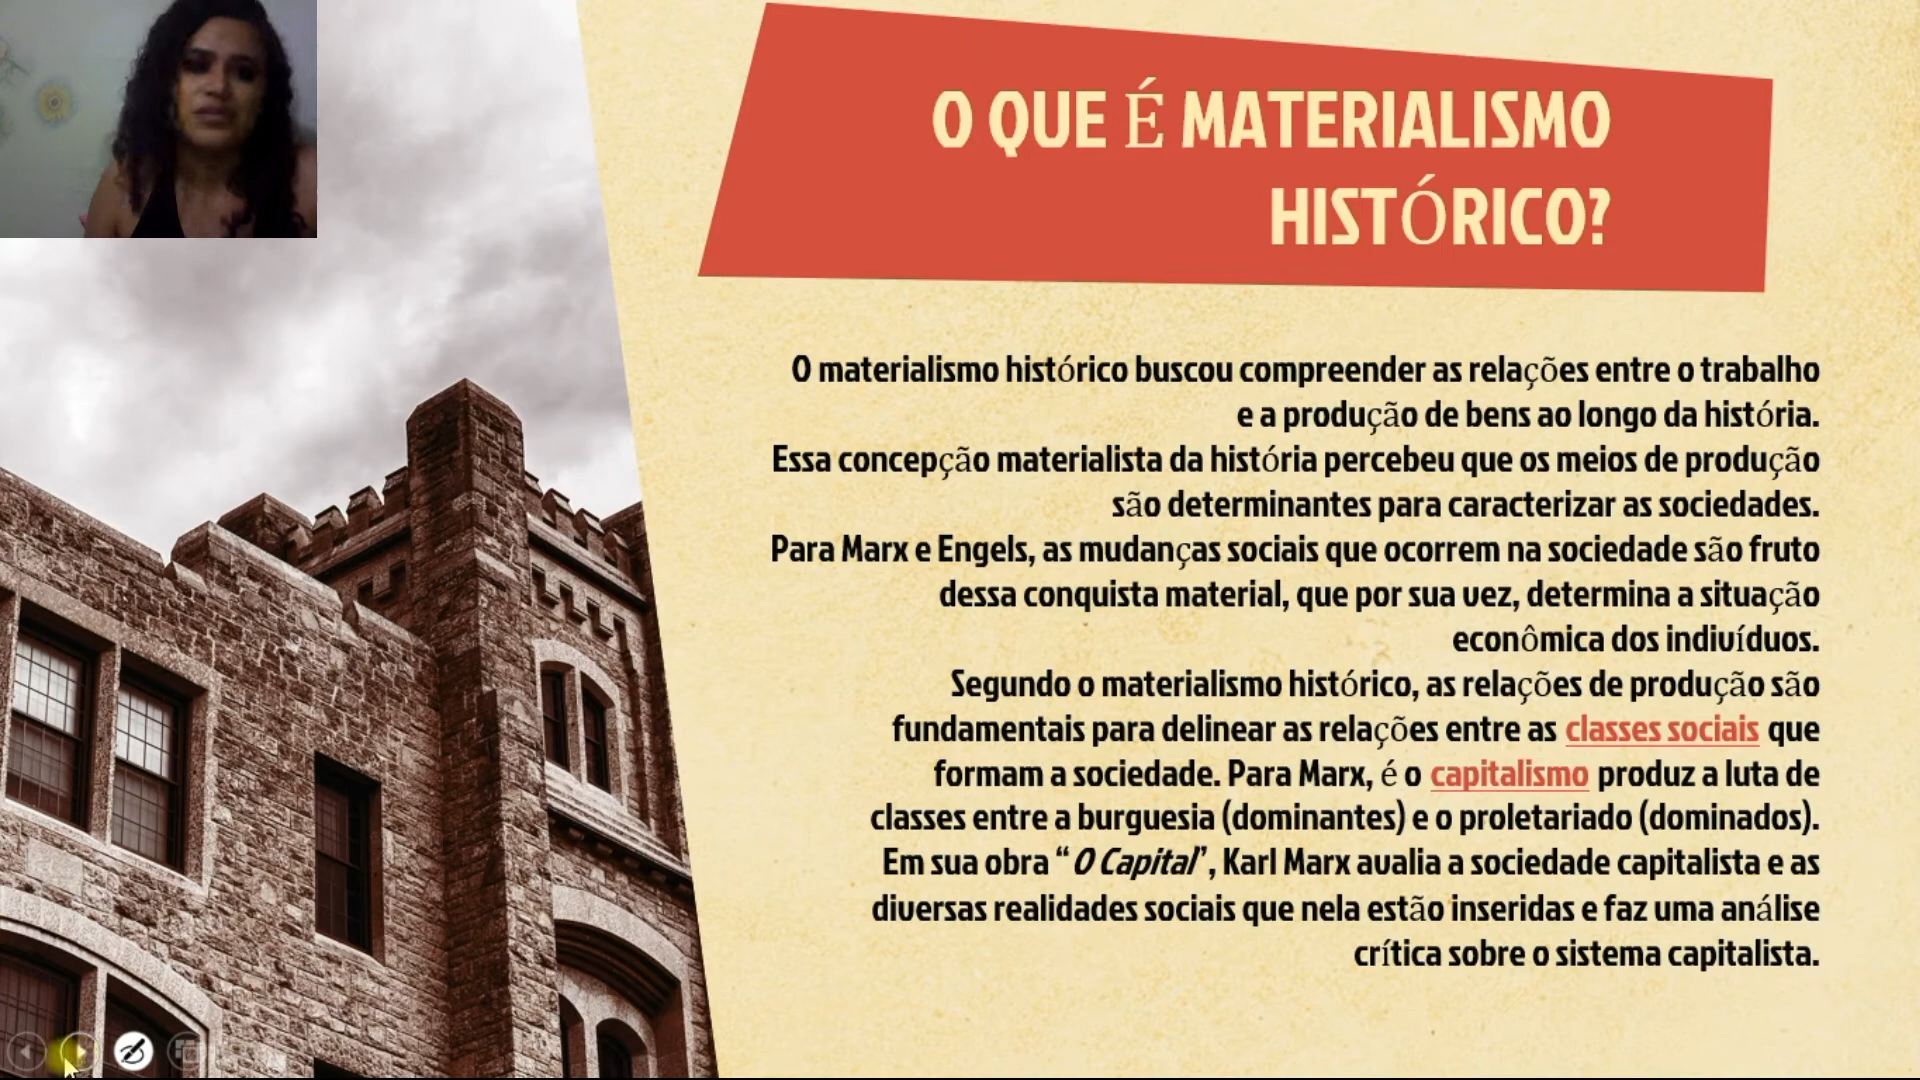 O QUE É MATERIALISMO
HISTÓRICO?
O materialismo histórico buscou compreender as relações entre o trabalho
e a produção de bens ao longo da história.
Essa concepção materialista da história percebeu que os meios de produção
são determinantes para caracterizar as sociedades.
Para Marx e Engels, as mudanças sociais que ocorrem na sociedade são fruto
dessa conquista material, que por sua vez, determina a situação
econômica dos indivíduos.
Segundo o materialismo histórico, as relações de produção são
fundamentais para delinear as relações entre as classes sociais que
formam a sociedade. Para Marx, é o capitalismo produz a luta de
classes entre a burguesia (dominantes) e o proletariado (dominados).
Em sua obra “O Capital”, Karl Marx avalia a sociedade capitalista e as
diversas realidades sociais que nela estão inseridas e faz uma análise
crítica sobre o sistema capitalista.